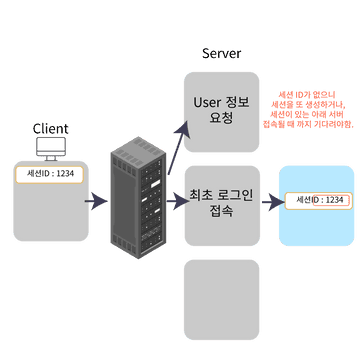 Server
User 정보
요청
세션 ID가 없으니
세션을 또 생성하거나,
세션이 있는 아래 서버
접속될 때 까지 기다려야함.
Client
세션ID : 1234
최초 로그인
접속
세션ID : 1234